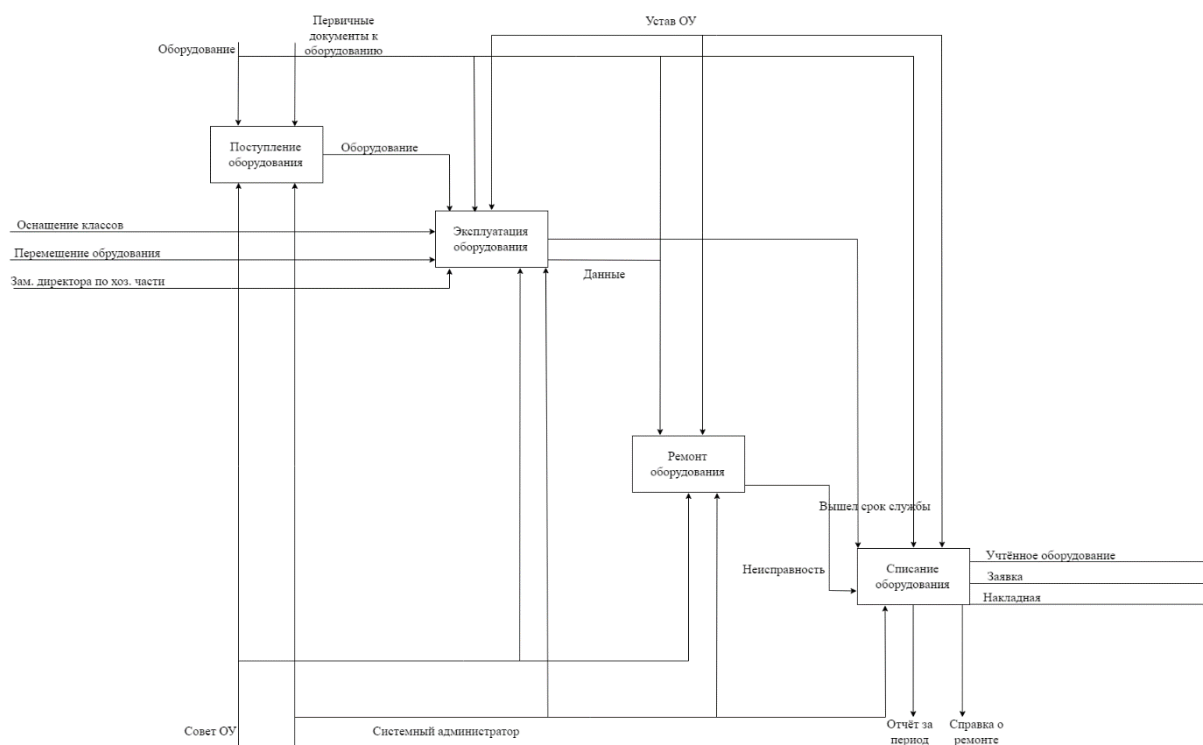 Первичные
документы к
оборудованию
Устав ОУ
Оборудование
Поступление
оборудования
Оборудование
Оснащение классов
Эксплуатация
оборудования
Перемещение обрудования
Данные
Зам. директора по хоз. части
Ремонт
оборудования
Вышел срок службы
Неисправность
Списание
оборудования
Учтённое оборудование
Заявка
Накладная
Совет ОУ
Системный администратор
Отчёт за
период
Справка о
ремонте